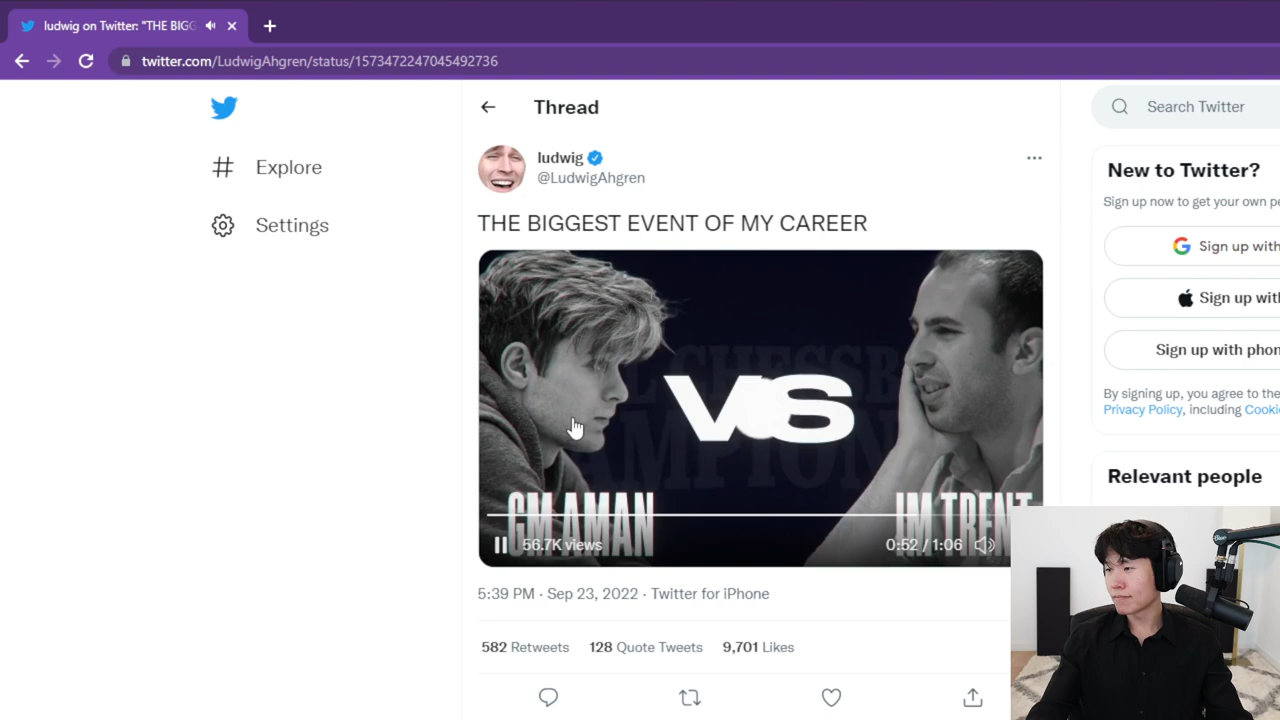 ludwig on Twitter: "THE BIGG
twitter.com/LudwigAhgren/status/1573472247045492736
Explore
Settings
Thread
ludwig
@LudwigAhgren
THE BIGGEST EVENT OF MY CAREER
VS
GM AMAN
IM TRENT
56.7K views
0:52 / 1:06
5:39 PM · Sep 23, 2022 · Twitter for iPhone
582 Retweets 128 Quote Tweets 9,701 Likes
Search Twitter
New to Twitter?
Sign up now to get your own pe
Sign up with
Sign up wit
Sign up with phon
By signing up, you agree to the
Privacy Policy, including Cooki
Relevant people